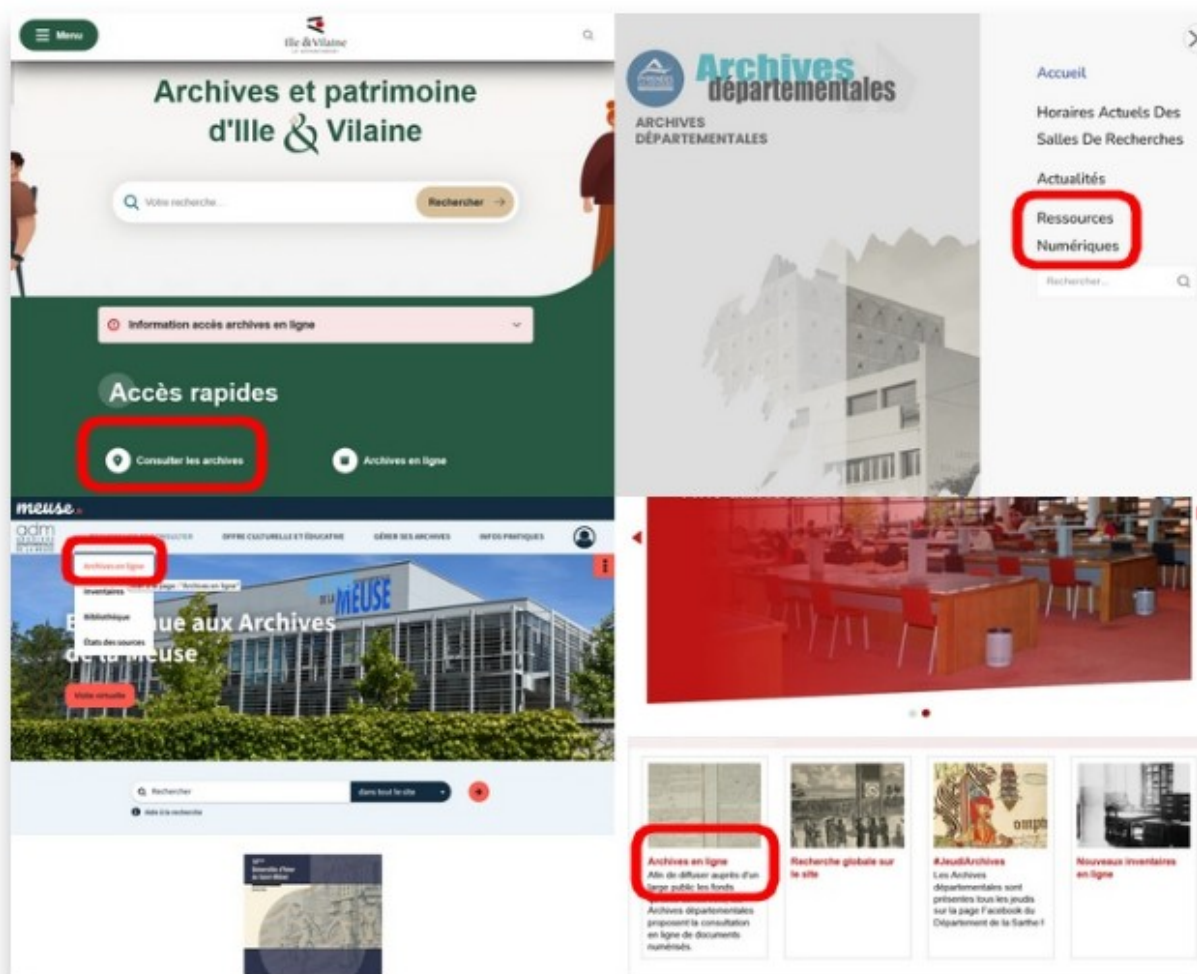 Menu
Ille & Vilaine
LE DÉPARTEMENT
Archives et patrimoine
d'Ille & Vilaine
Votre recherche...
Rechercher
Information accès archives en ligne
Accès rapides
Consulter les archives
Archives en ligne
Archives
départementales
ARCHIVES
DÉPARTEMENTALES
Accueil
Horaires Actuels Des
Salles De Recherches
Actualités
Ressources
Numériques
Rechercher...
meuse
adm
OFFRE CULTURELLE ET ÉDUCATIVE
GÉRER SES ARCHIVES
INFOS PRATIQUES
Archives en ligne
Inventaires
Bibliothèque
États des sources
DE LA MEUSE
ue aux Archives
de la Meuse
Visite virtuelle
Rechercher
dans tout le site
Aide à la recherche
Archives en ligne
Afin de diffuser auprès d'un
large public les fonds
Archives départementales
proposent la consultation
en ligne de documents
numérisés.
Recherche globale sur
le site
#JeudiArchives
Les Archives
départementales sont
présentes tous les jeudis
sur la page Facebook du
Département de la Sarthe !
Nouveaux inventaires
en ligne